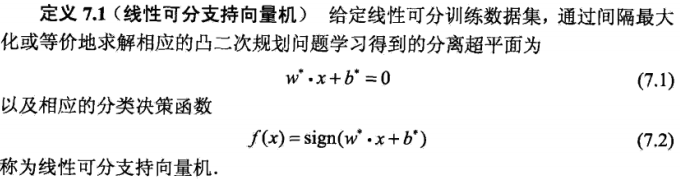 定义 7.1（线性可分支持向量机） 给定线性可分训练数据集，通过间隔最大
化或等价地求解相应的凸二次规划问题学习得到的分离超平面为
w*·x+b*=0 (7.1)
以及相应的分类决策函数
f(x)=sign(w*·x+b*) (7.2)
称为线性可分支持向量机.